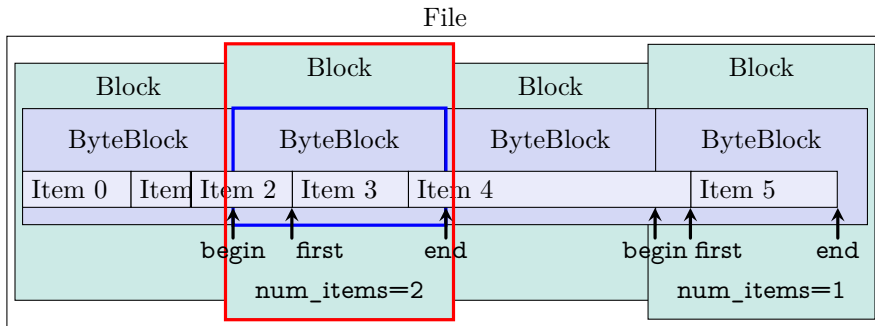 File
Block Block Block Block
ByteBlock ByteBlock ByteBlock ByteBlock
Item 0 Item Item 2 Item 3 Item 4 Item 5
begin first end begin first end
num_items=2 num_items=1